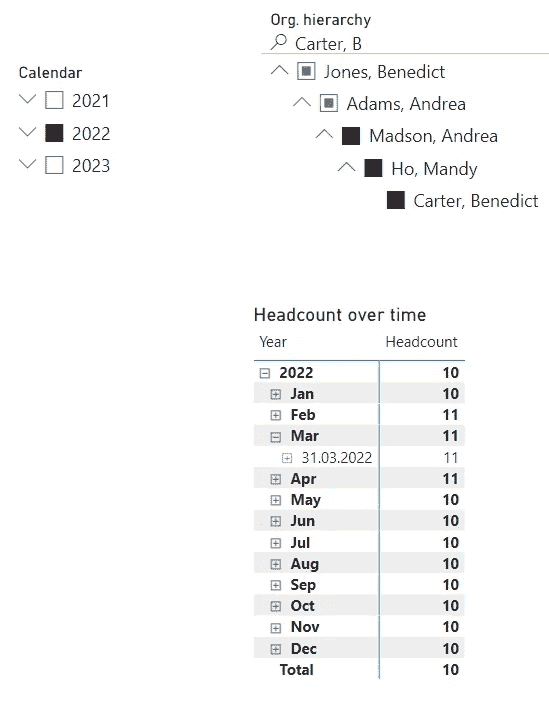 Org. hierarchy
Carter, B
Calendar
Jones, Benedict
2021
Adams, Andrea
2022
Madson, Andrea
2023
Ho, Mandy
Carter, Benedict
Headcount over time
Year Headcount
2022 10
Jan 10
Feb 11
Mar 11
31.03.2022 11
Apr 11
May 10
Jun 10
Jul 10
Aug 10
Sep 10
Oct 10
Nov 10
Dec 10
Total 10